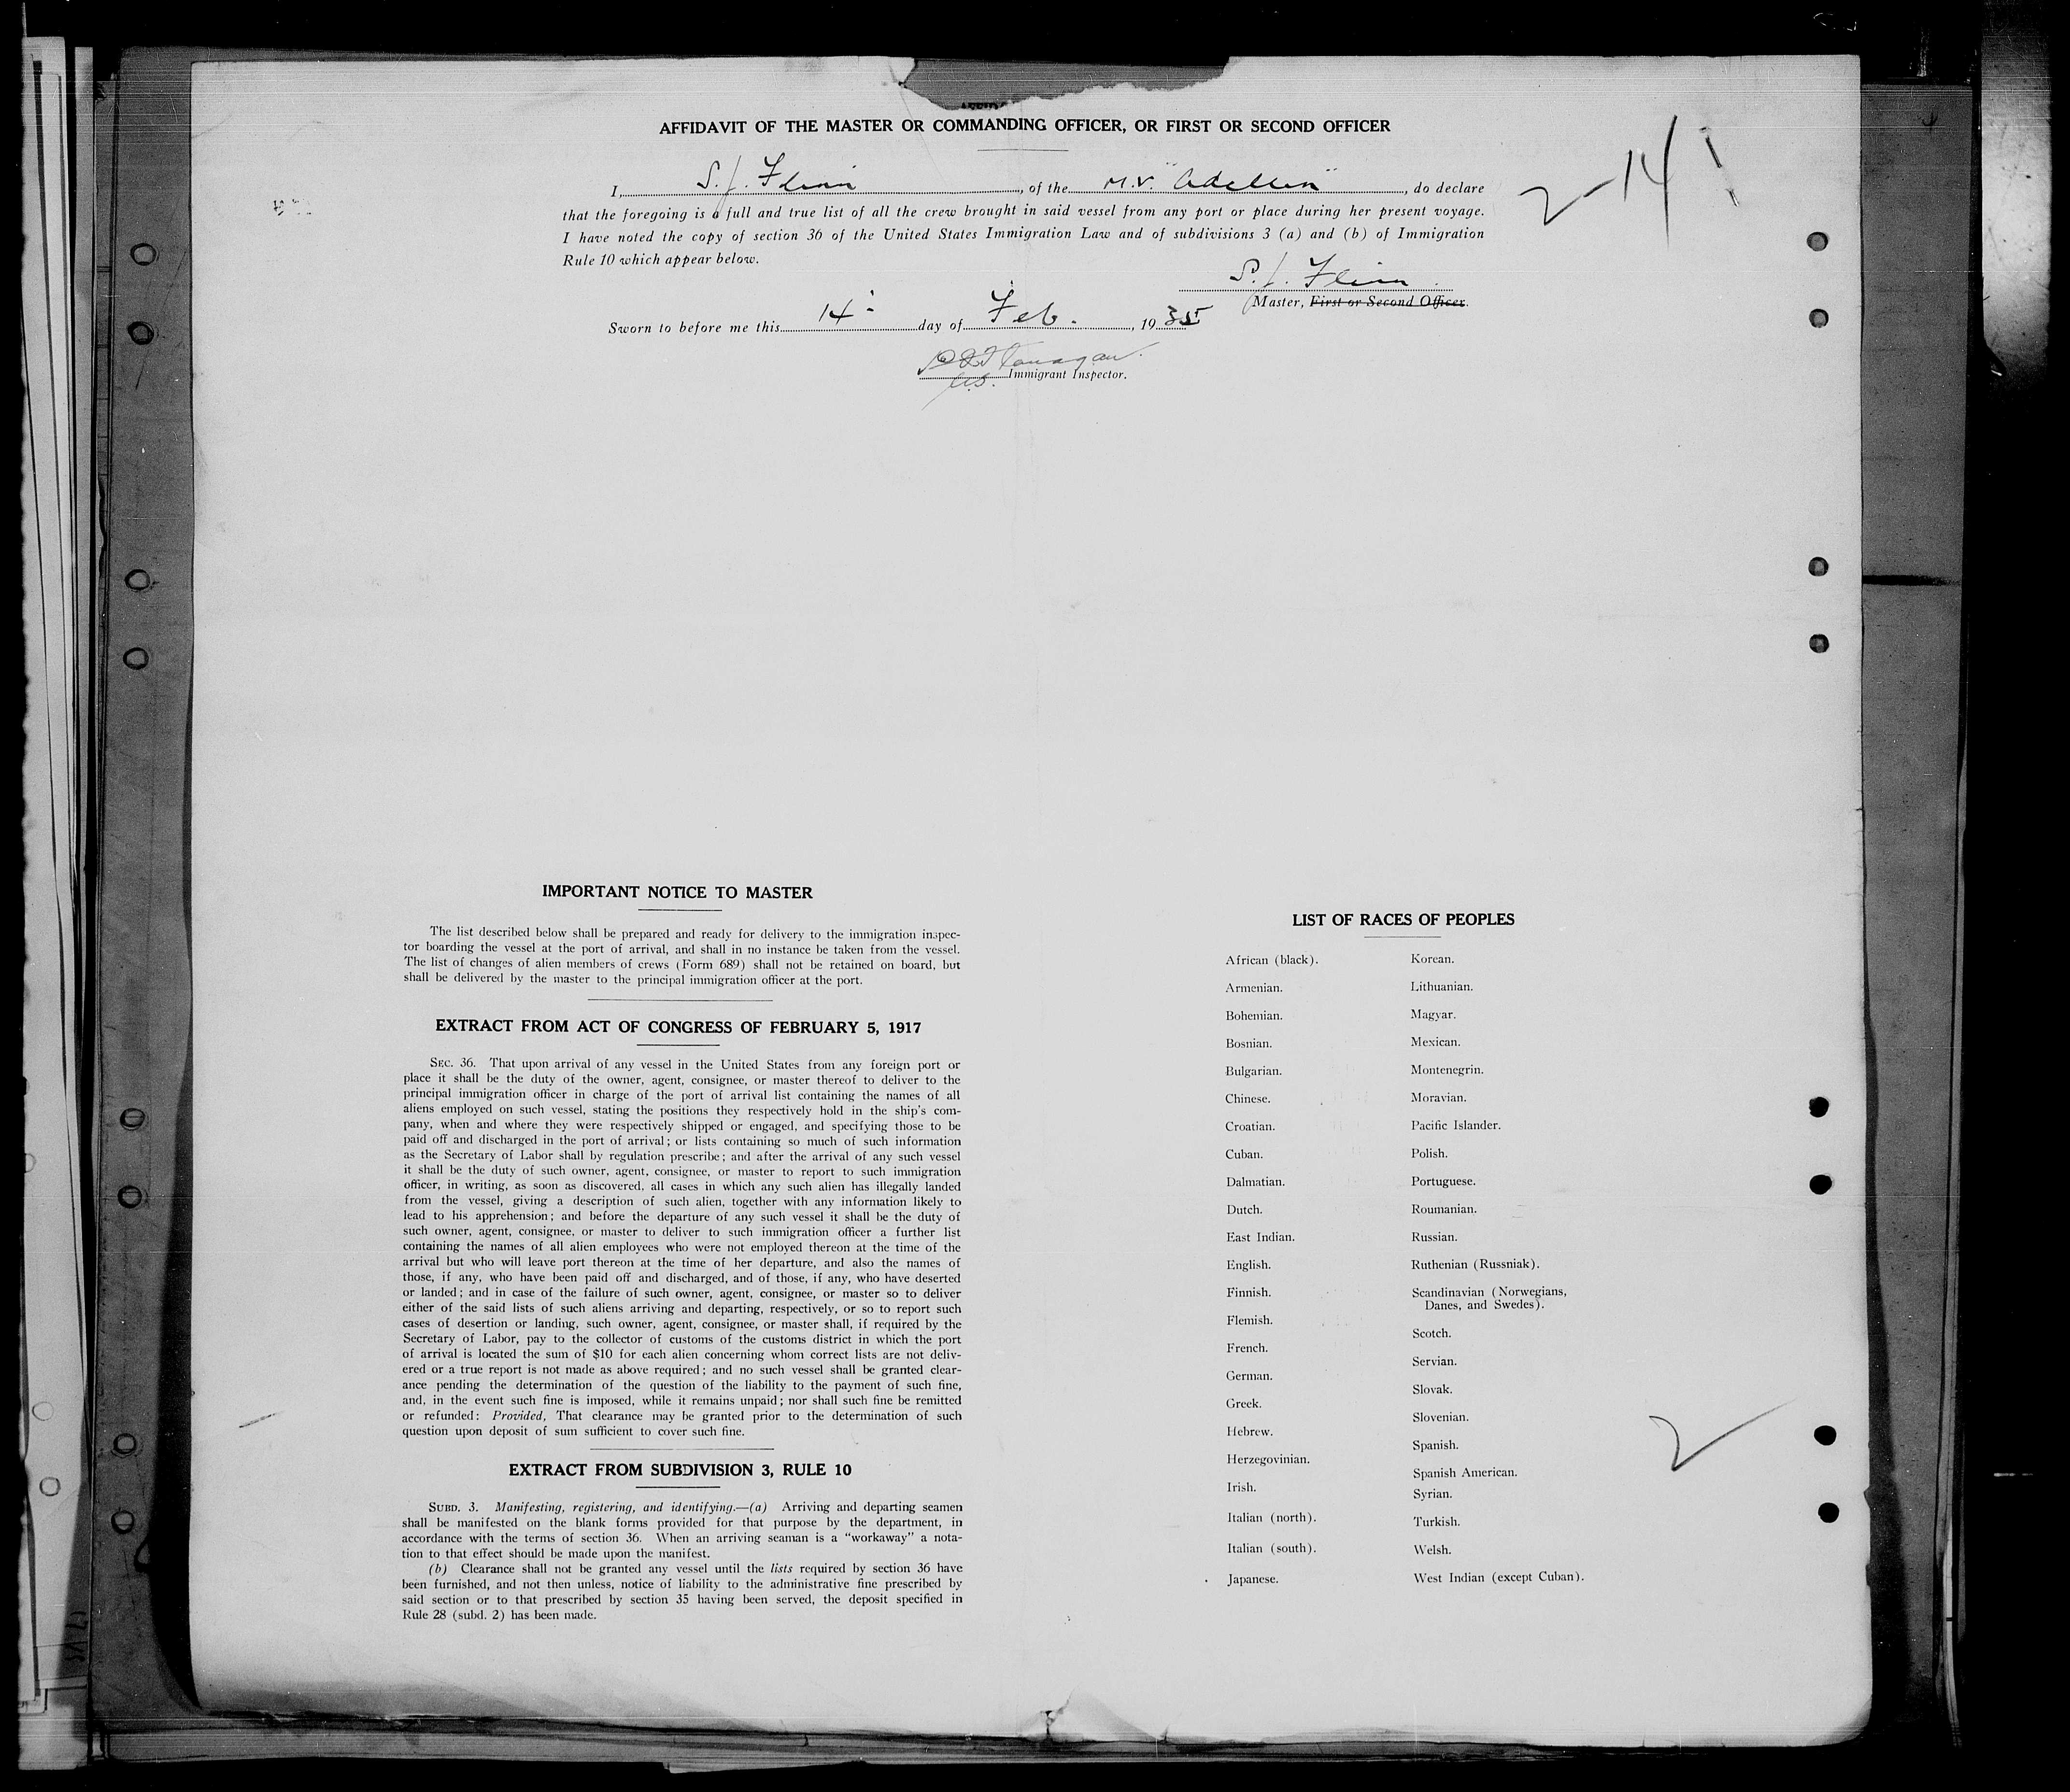 AFFIDAVIT OF THE MASTER OR COMMANDING OFFICER, OR FIRST OR SECOND OFFICER
I, S. J. Flinn, of the M.V. "Adellen", do declare
that the foregoing is a full and true list of all the crew brought in said vessel from any port or place during her present voyage.
I have noted the copy of section 36 of the United States Immigration Law and of subdivisions 3 (a) and (b) of Immigration
Rule 10 which appear below.
2-14
S. J. Flinn
Master, First or Second Officer.
Sworn to before me this 14 day of Feb., 1935
Flanagan.
U.S. Immigrant Inspector.
IMPORTANT NOTICE TO MASTER
The list described below shall be prepared and ready for delivery to the immigration inspec-
tor boarding the vessel at the port of arrival, and shall in no instance be taken from the vessel.
The list of changes of alien members of crews (Form 689) shall not be retained on board, but
shall be delivered by the master to the principal immigration officer at the port.
EXTRACT FROM ACT OF CONGRESS OF FEBRUARY 5, 1917
SEC. 36. That upon arrival of any vessel in the United States from any foreign port or
place it shall be the duty of the owner, agent, consignee, or master thereof to deliver to the
principal immigration officer in charge of the port of arrival list containing the names of all
aliens employed on such vessel, stating the positions they respectively hold in the ship's com-
pany, when and where they were respectively shipped or engaged, and specifying those to be
paid off and discharged in the port of arrival; or lists containing so much of such information
as the Secretary of Labor shall by regulation prescribe; and after the arrival of any such vessel
it shall be the duty of such owner, agent, consignee, or master to report to such immigration
officer, in writing, as soon as discovered, all cases in which any such alien has illegally landed
from the vessel, giving a description of such alien, together with any information likely to
lead to his apprehension; and before the departure of any such vessel it shall be the duty of
such owner, agent, consignee, or master to deliver to such immigration officer a further list
containing the names of all alien employees who were not employed thereon at the time of the
arrival but who will leave port thereon at the time of her departure, and also the names of
those, if any, who have been paid off and discharged, and of those, if any, who have deserted
or landed; and in case of the failure of such owner, agent, consignee, or master so to deliver
either of the said lists of such aliens arriving and departing, respectively, or so to report such
cases of desertion or landing, such owner, agent, consignee, or master shall, if required by the
Secretary of Labor, pay to the collector of customs of the customs district in which the port
of arrival is located the sum of $10 for each alien concerning whom correct lists are not deliv-
ered or a true report is not made as above required; and no such vessel shall be granted clear-
ance pending the determination of the question of the liability to the payment of such fine,
and, in the event such fine is imposed, while it remains unpaid; nor shall such fine be remitted
or refunded: Provided, That clearance may be granted prior to the determination of such
question upon deposit of sum sufficient to cover such fine.
EXTRACT FROM SUBDIVISION 3, RULE 10
SUBD. 3. Manifesting, registering, and identifying.—(a) Arriving and departing seamen
shall be manifested on the blank forms provided for that purpose by the department, in
accordance with the terms of section 36. When an arriving seaman is a "workaway" a nota-
tion to that effect should be made upon the manifest.
(b) Clearance shall not be granted any vessel until the lists required by section 36 have
been furnished, and not then unless, notice of liability to the administrative fine prescribed by
said section or to that prescribed by section 35 having been served, the deposit specified in
Rule 28 (subd. 2) has been made.
LIST OF RACES OF PEOPLES
African (black).
Armenian.
Bohemian.
Bosnian.
Bulgarian.
Chinese.
Croatian.
Cuban.
Dalmatian.
Dutch.
East Indian.
English.
Finnish.
Flemish.
French.
German.
Greek.
Hebrew.
Herzegovinian.
Irish.
Italian (north).
Italian (south).
Japanese.
Korean.
Lithuanian.
Magyar.
Mexican.
Montenegrin.
Moravian.
Pacific Islander.
Polish.
Portuguese.
Roumanian.
Russian.
Ruthenian (Russniak).
Scandinavian (Norwegians,
Danes, and Swedes).
Scotch.
Servian.
Slovak.
Slovenian.
Spanish.
Spanish American.
Syrian.
Turkish.
Welsh.
West Indian (except Cuban).
2